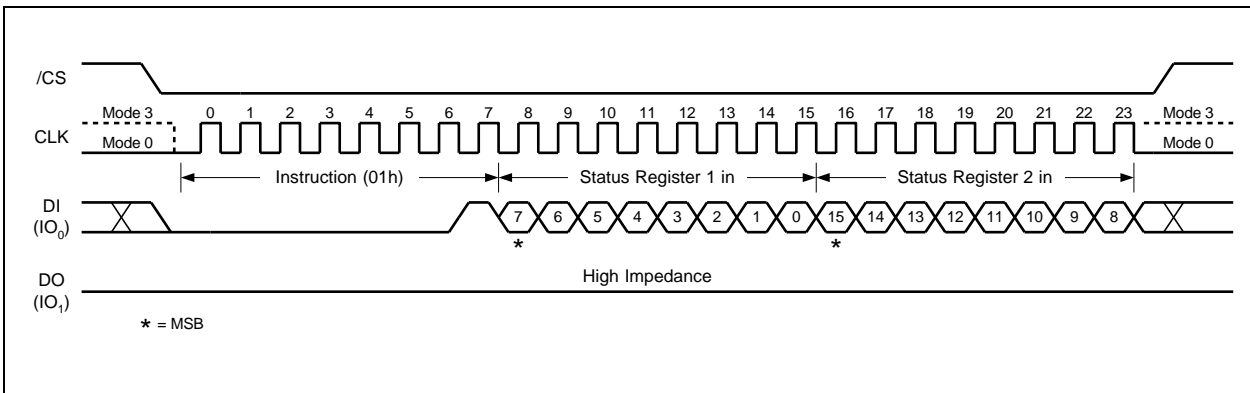 /CS
Mode 3 0 1 2 3 4 5 6 7 8 9 10 11 12 13 14 15 16 17 18 19 20 21 22 23 Mode 3
CLK
Mode 0 Mode 0
Instruction (01h) Status Register 1 in Status Register 2 in
DI
(IO0) 7 6 5 4 3 2 1 0 15 14 13 12 11 10 9 8
* *
High Impedance
DO
(IO1)
* = MSB